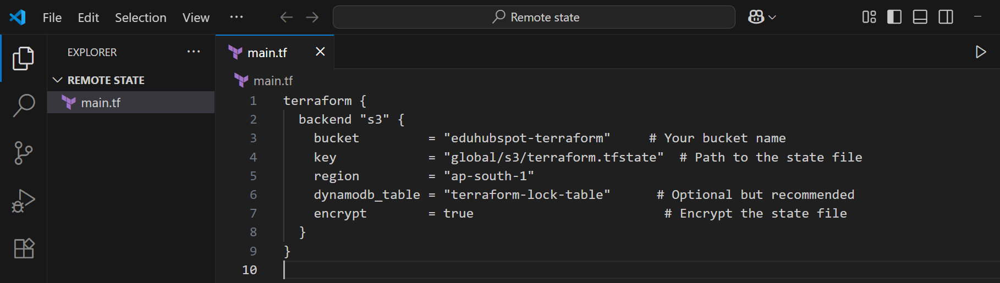 File Edit Selection View ···
Remote state
EXPLORER ···
REMOTE STATE
main.tf
main.tf
main.tf
1 terraform {
2   backend "s3" {
3     bucket         = "eduhubspot-terraform"     # Your bucket name
4     key            = "global/s3/terraform.tfstate"  # Path to the state file
5     region         = "ap-south-1"
6     dynamodb_table = "terraform-lock-table"      # Optional but recommended
7     encrypt        = true                         # Encrypt the state file
8   }
9 }
10